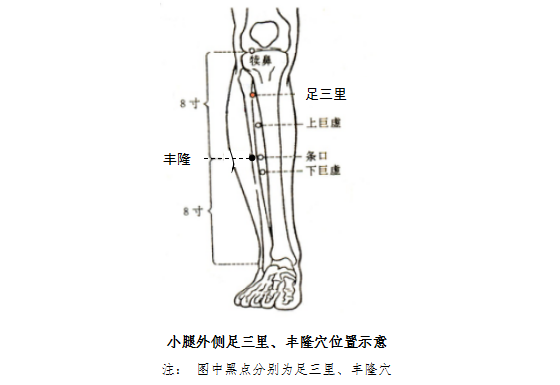 犊鼻
足三里
8寸
上巨虚
丰隆
条口
下巨虚
8寸
小腿外侧足三里、丰隆穴位置示意
注： 图中黑点分别为足三里、丰隆穴